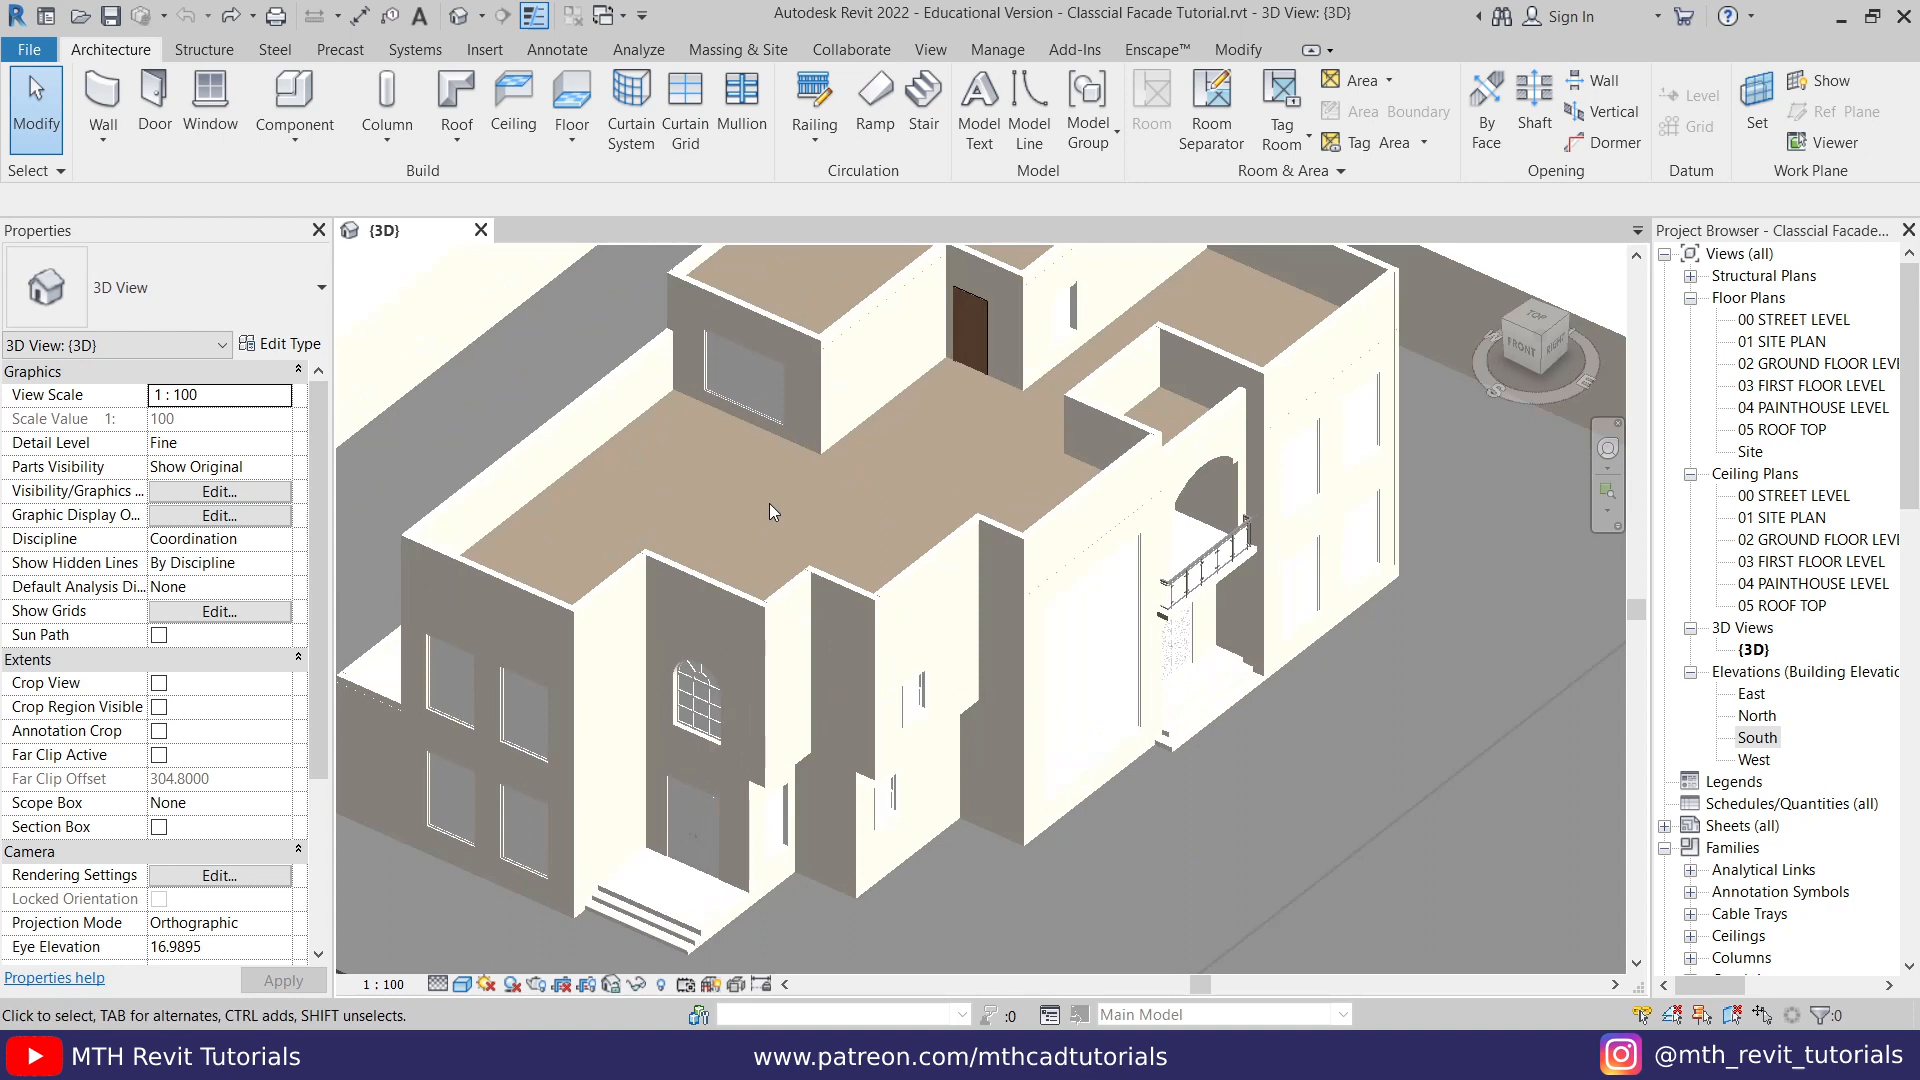 Autodesk Revit 2022 - Educational Version - Classcial Facade Tutorial.rvt - 3D View: {3D}
Sign In
File Architecture Structure Steel Precast Systems Insert Annotate Analyze Massing & Site Collaborate View Manage Add-Ins Enscape™ Modify
Modify
Wall
Door
Window
Component
Column
Roof
Ceiling
Floor
Curtain System
Curtain Grid
Mullion
Railing
Ramp
Stair
Model Text
Model Line
Model Group
Room
Room Separator
Tag Room
Area
Area Boundary
Tag Area
By Face
Shaft
Wall
Vertical
Dormer
Level
Grid
Set
Show
Ref Plane
Viewer
Select Build Circulation Model Room & Area Opening Datum Work Plane
Properties
3D View
3D View: {3D} Edit Type
Graphics
View Scale 1 : 100
Scale Value 1: 100
Detail Level Fine
Parts Visibility Show Original
Visibility/Graphics ... Edit...
Graphic Display O... Edit...
Discipline Coordination
Show Hidden Lines By Discipline
Default Analysis Di... None
Show Grids Edit...
Sun Path
Extents
Crop View
Crop Region Visible
Annotation Crop
Far Clip Active
Far Clip Offset 304.8000
Scope Box None
Section Box
Camera
Rendering Settings Edit...
Locked Orientation
Projection Mode Orthographic
Eye Elevation 16.9895
Properties help Apply
{3D}
TOP
FRONT
RIGHT
W
S
E
1 : 100
Project Browser - Classcial Facade...
Views (all)
Structural Plans
Floor Plans
00 STREET LEVEL
01 SITE PLAN
02 GROUND FLOOR LEVE
03 FIRST FLOOR LEVEL
04 PAINTHOUSE LEVEL
05 ROOF TOP
Site
Ceiling Plans
00 STREET LEVEL
01 SITE PLAN
02 GROUND FLOOR LEVE
03 FIRST FLOOR LEVEL
04 PAINTHOUSE LEVEL
05 ROOF TOP
3D Views
{3D}
Elevations (Building Elevatic
East
North
South
West
Legends
Schedules/Quantities (all)
Sheets (all)
Families
Analytical Links
Annotation Symbols
Cable Trays
Ceilings
Columns
Click to select, TAB for alternates, CTRL adds, SHIFT unselects.
:0
Main Model
:0
MTH Revit Tutorials
www.patreon.com/mthcadtutorials
@mth_revit_tutorials